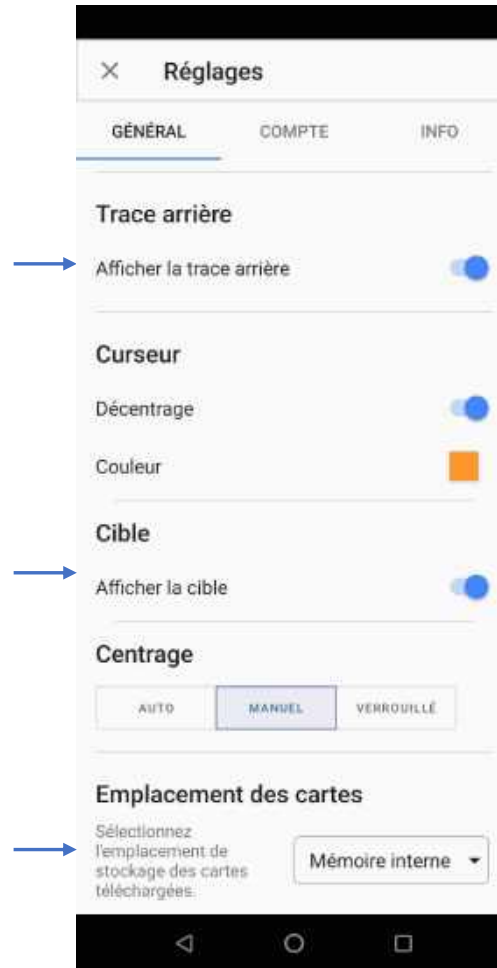 Réglages
GÉNÉRAL COMPTE INFO
Trace arrière
Afficher la trace arrière
Curseur
Décentrage
Couleur
Cible
Afficher la cible
Centrage
AUTO MANUEL VERROUILLÉ
Emplacement des cartes
Sélectionnez
l'emplacement de
stockage des cartes
téléchargées.
Mémoire interne